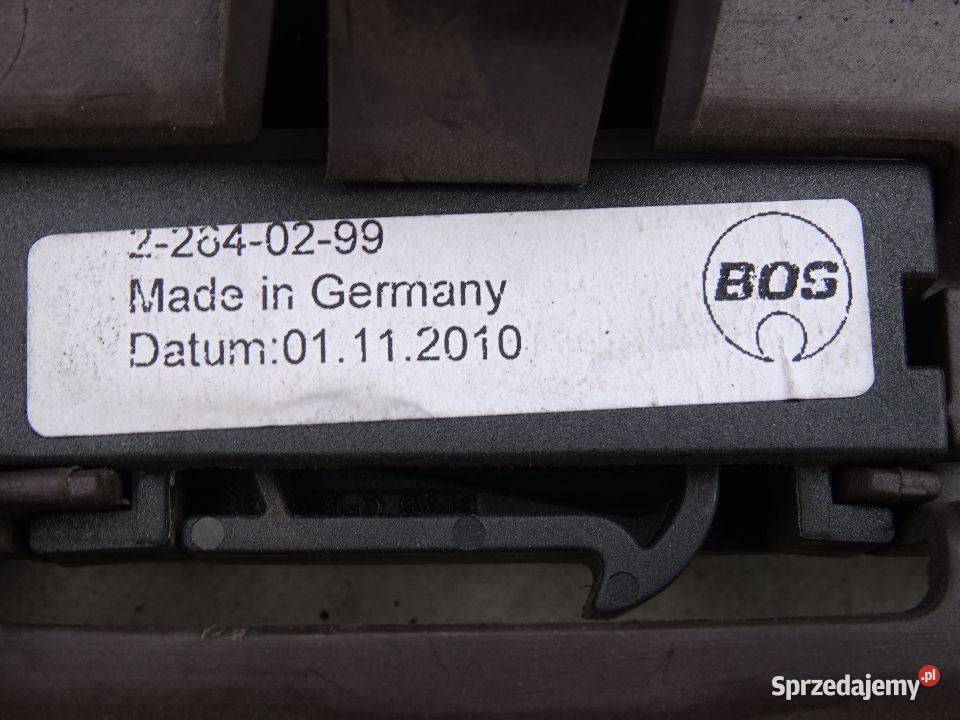 2-264-02-99
Made in Germany
Datum:01.11.2010
BOS
Sprzedajemy.pl